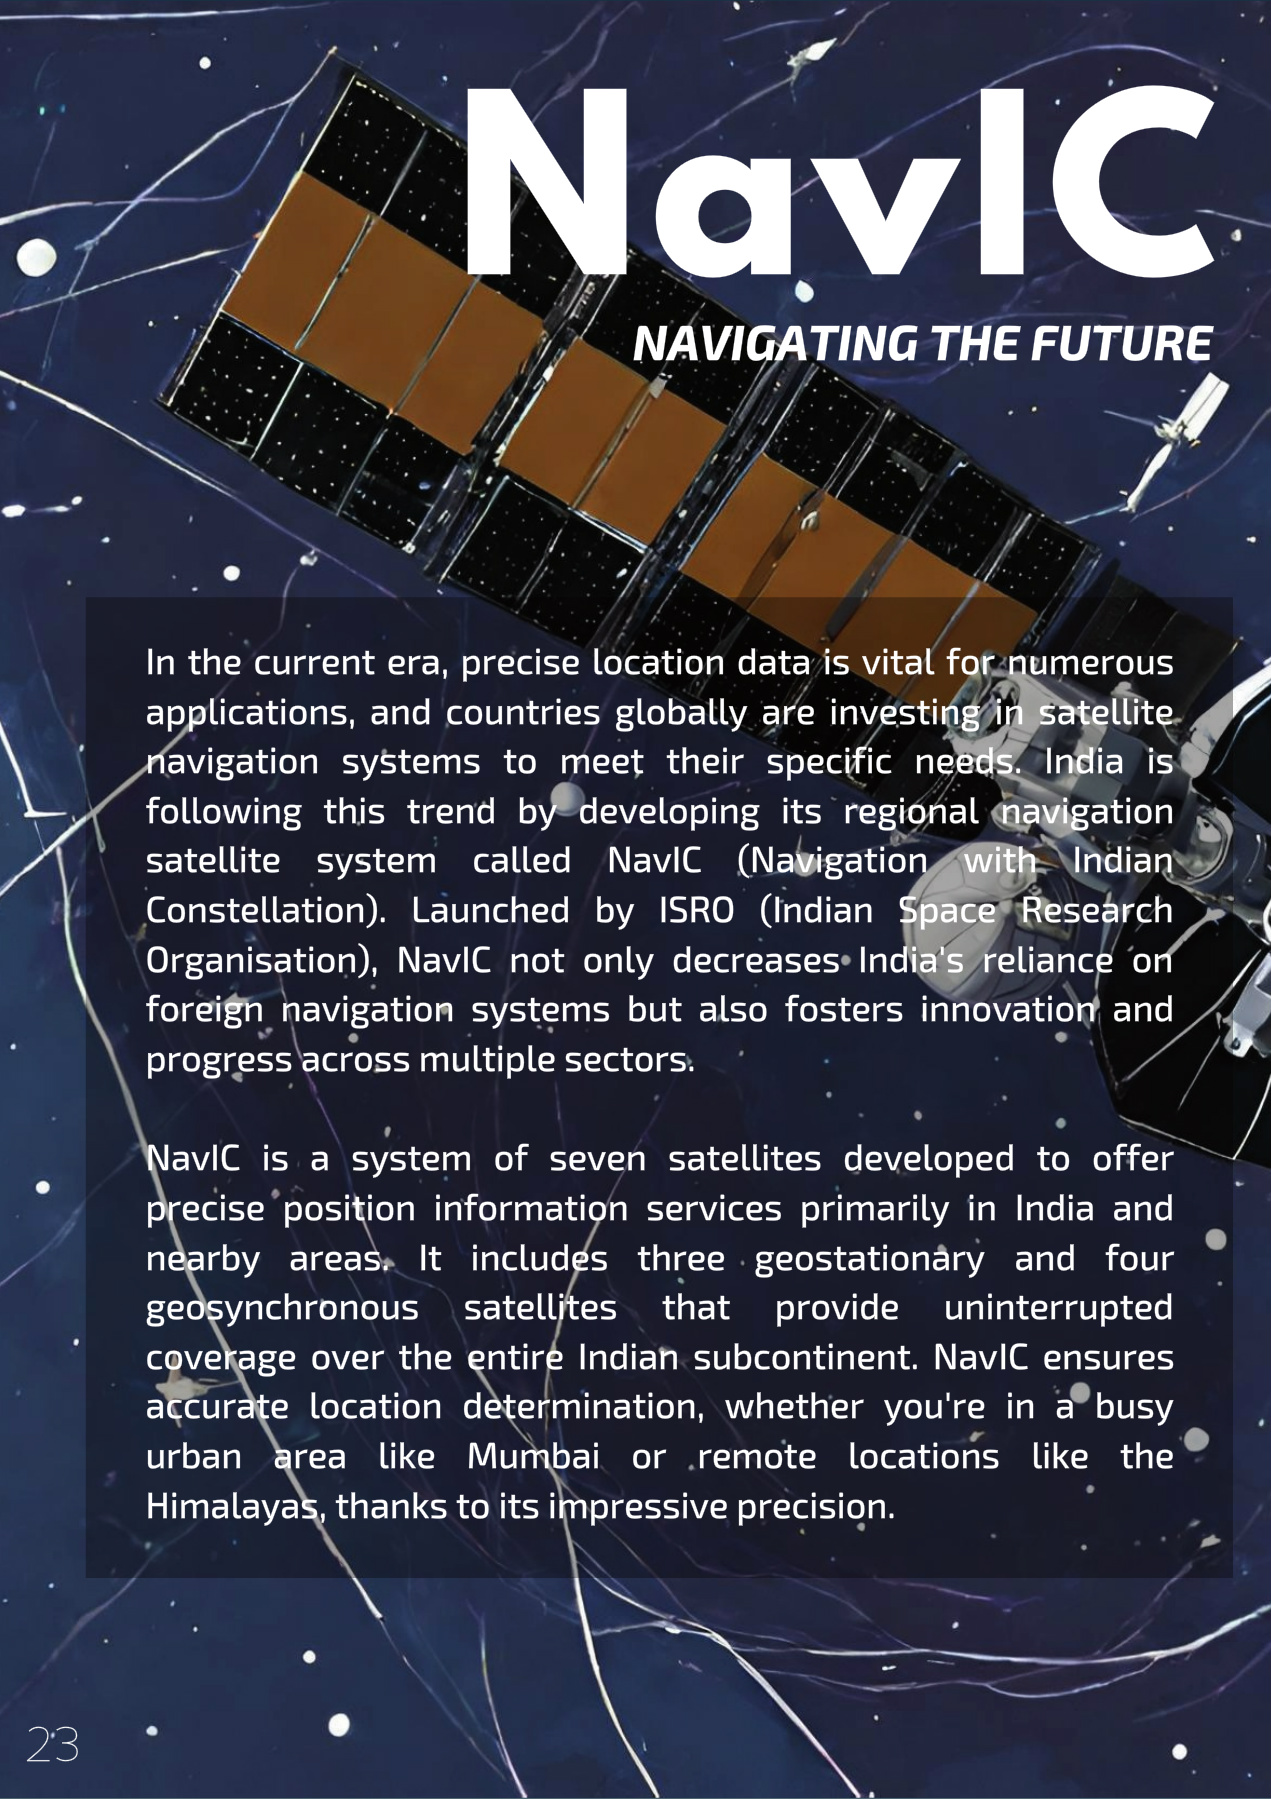 NavIC
NAVIGATING THE FUTURE
In the current era, precise location data is vital for numerous
applications, and countries globally are investing in satellite
navigation systems to meet their specific needs. India is
following this trend by developing its regional navigation
satellite system called NavIC (Navigation with Indian
Constellation). Launched by ISRO (Indian Space Research
Organisation), NavIC not only decreases India's reliance on
foreign navigation systems but also fosters innovation and
progress across multiple sectors.
NavIC is a system of seven satellites developed to offer
precise position information services primarily in India and
nearby areas. It includes three geostationary and four
geosynchronous satellites that provide uninterrupted
coverage over the entire Indian subcontinent. NavIC ensures
accurate location determination, whether you're in a busy
urban area like Mumbai or remote locations like the
Himalayas, thanks to its impressive precision.
23